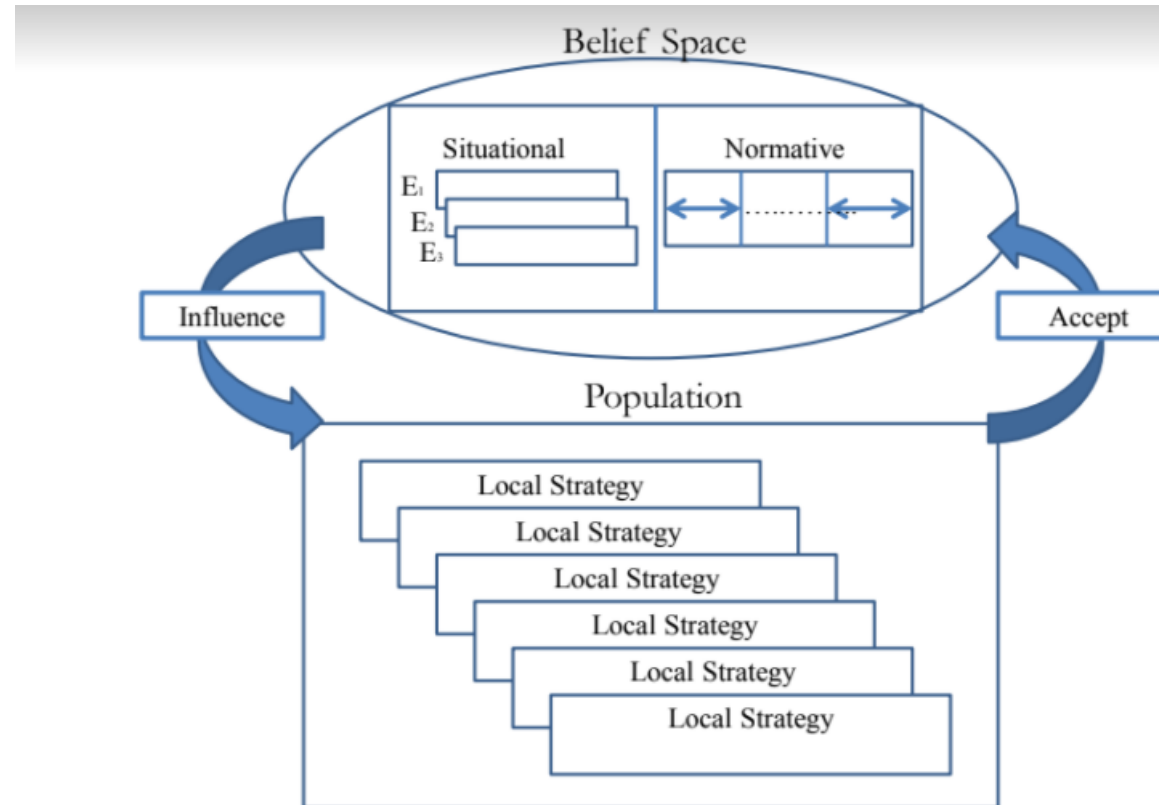 Belief Space
Situational
Normative
E1
E2
E3
Influence
Accept
Population
Local Strategy
Local Strategy
Local Strategy
Local Strategy
Local Strategy
Local Strategy